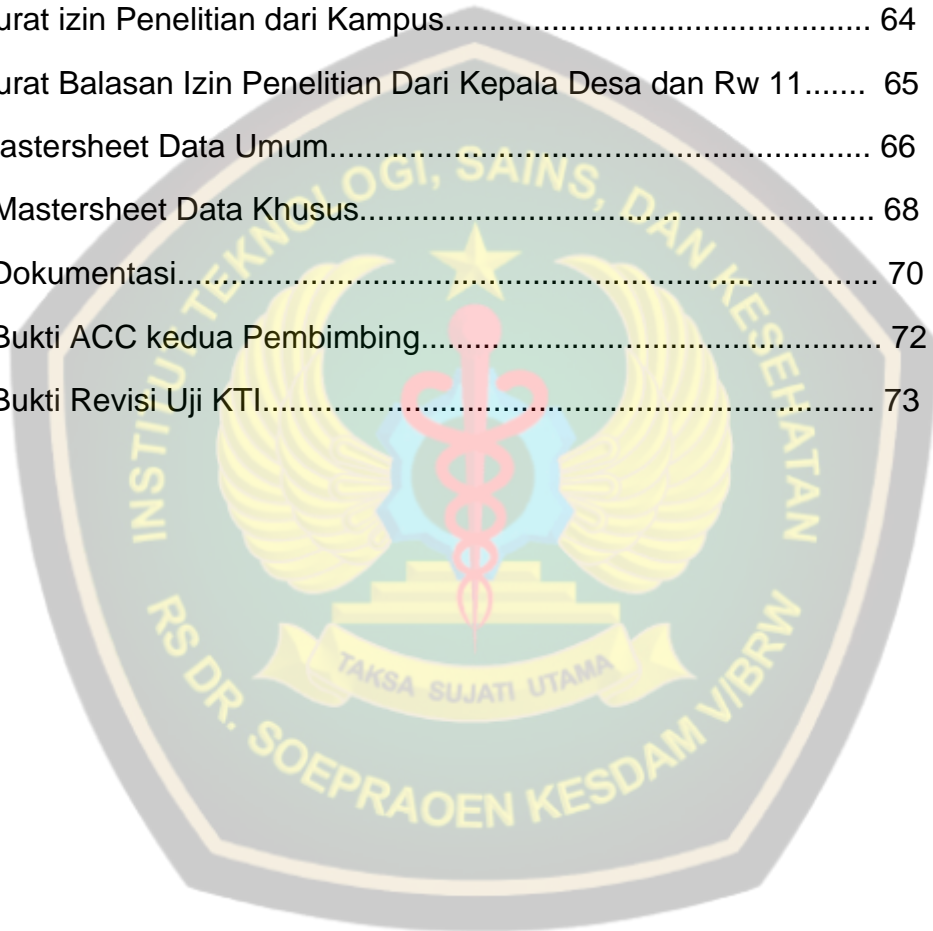 urat izin Penelitian dari Kampus................................................ 64
urat Balasan Izin Penelitian Dari Kepala Desa dan Rw 11....... 65
astersheet Data Umum............................................................. 66
Mastersheet Data Khusus.......................................................... 68
Dokumentasi............................................................................... 70
Bukti ACC kedua Pembimbing.................................................... 72
Bukti Revisi Uji KTI...................................................................... 73
INSTITUT TEKNOLOGI, SAINS, DAN KESEHATAN
TAKSA SUJATI UTAMA
RS DR. SOEPRAOEN KESDAM V/BRW